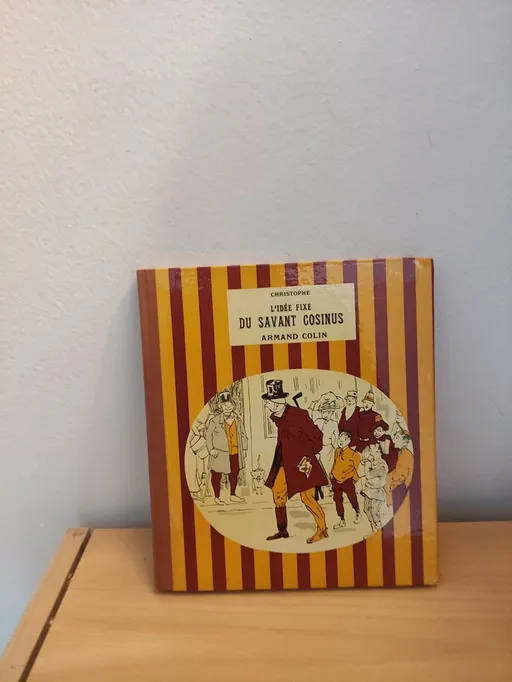 CHRISTOPHE
L'IDÉE FIXE
DU SAVANT COSINUS
ARMAND COLIN